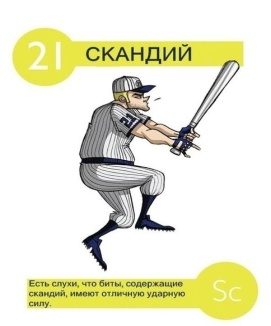 21 СКАНДИЙ
21
Есть слухи, что биты, содержащие
скандий, имеют отличную ударную
силу.
Sc